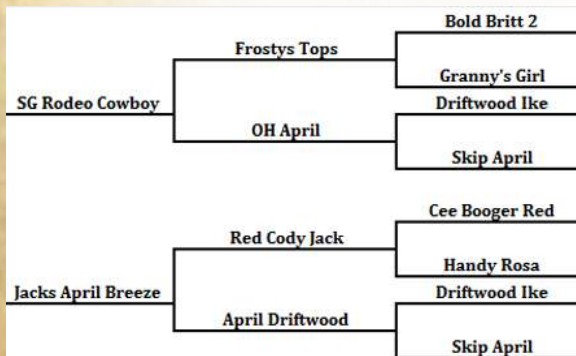 Bold Britt 2
Frostys Tops
Granny's Girl
SG Rodeo Cowboy
Driftwood Ike
OH April
Skip April
Cee Booger Red
Red Cody Jack
Handy Rosa
Jacks April Breeze
Driftwood Ike
April Driftwood
Skip April